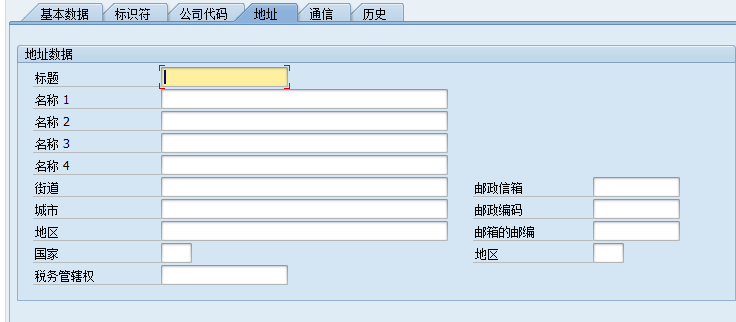 基本数据 标识符 公司代码 地址 通信 历史
地址数据
标题
名称 1
名称 2
名称 3
名称 4
街道 邮政信箱
城市 邮政编码
地区 邮箱的邮编
国家 地区
税务管辖权